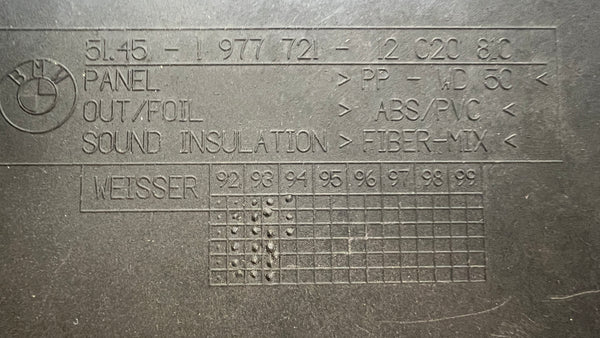 51.45 - 1 977 721 - 12 020 810
BMW
PANEL > PP - WD 50 <
OUT/FOIL > ABS/PVC <
SOUND INSULATION > FIBER-MIX <
WEISSER 92 93 94 95 96 97 98 99